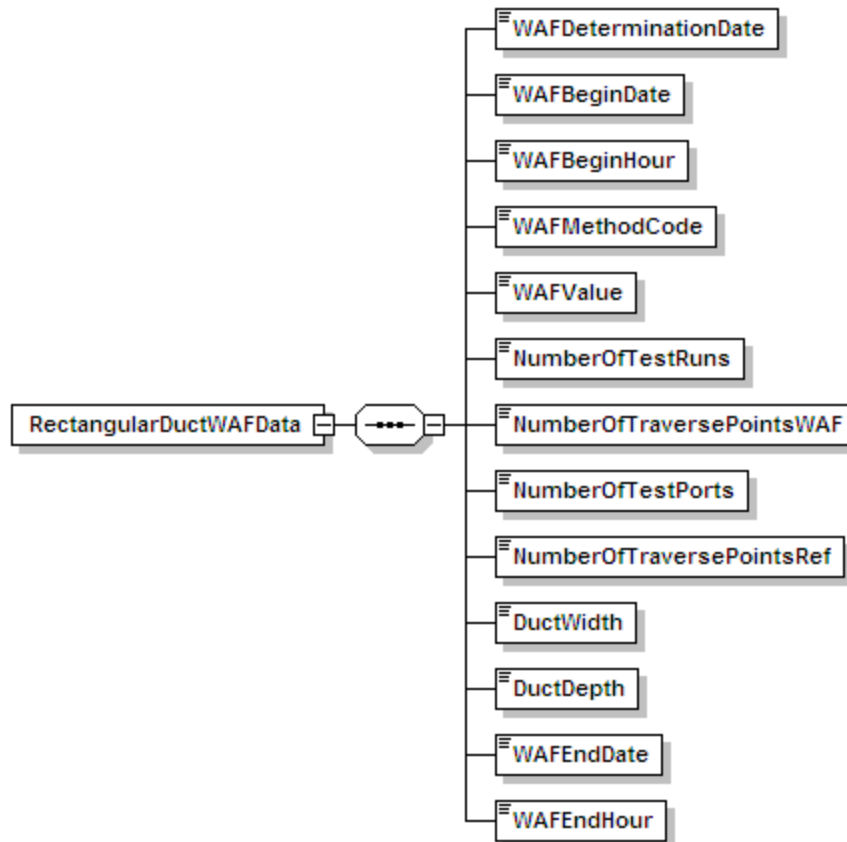 WAFDeterminationDate
WAFBeginDate
WAFBeginHour
WAFMethodCode
WAFValue
NumberOfTestRuns
RectangularDuctWAFData
NumberOfTraversePointsWAF
NumberOfTestPorts
NumberOfTraversePointsRef
DuctWidth
DuctDepth
WAFEndDate
WAFEndHour